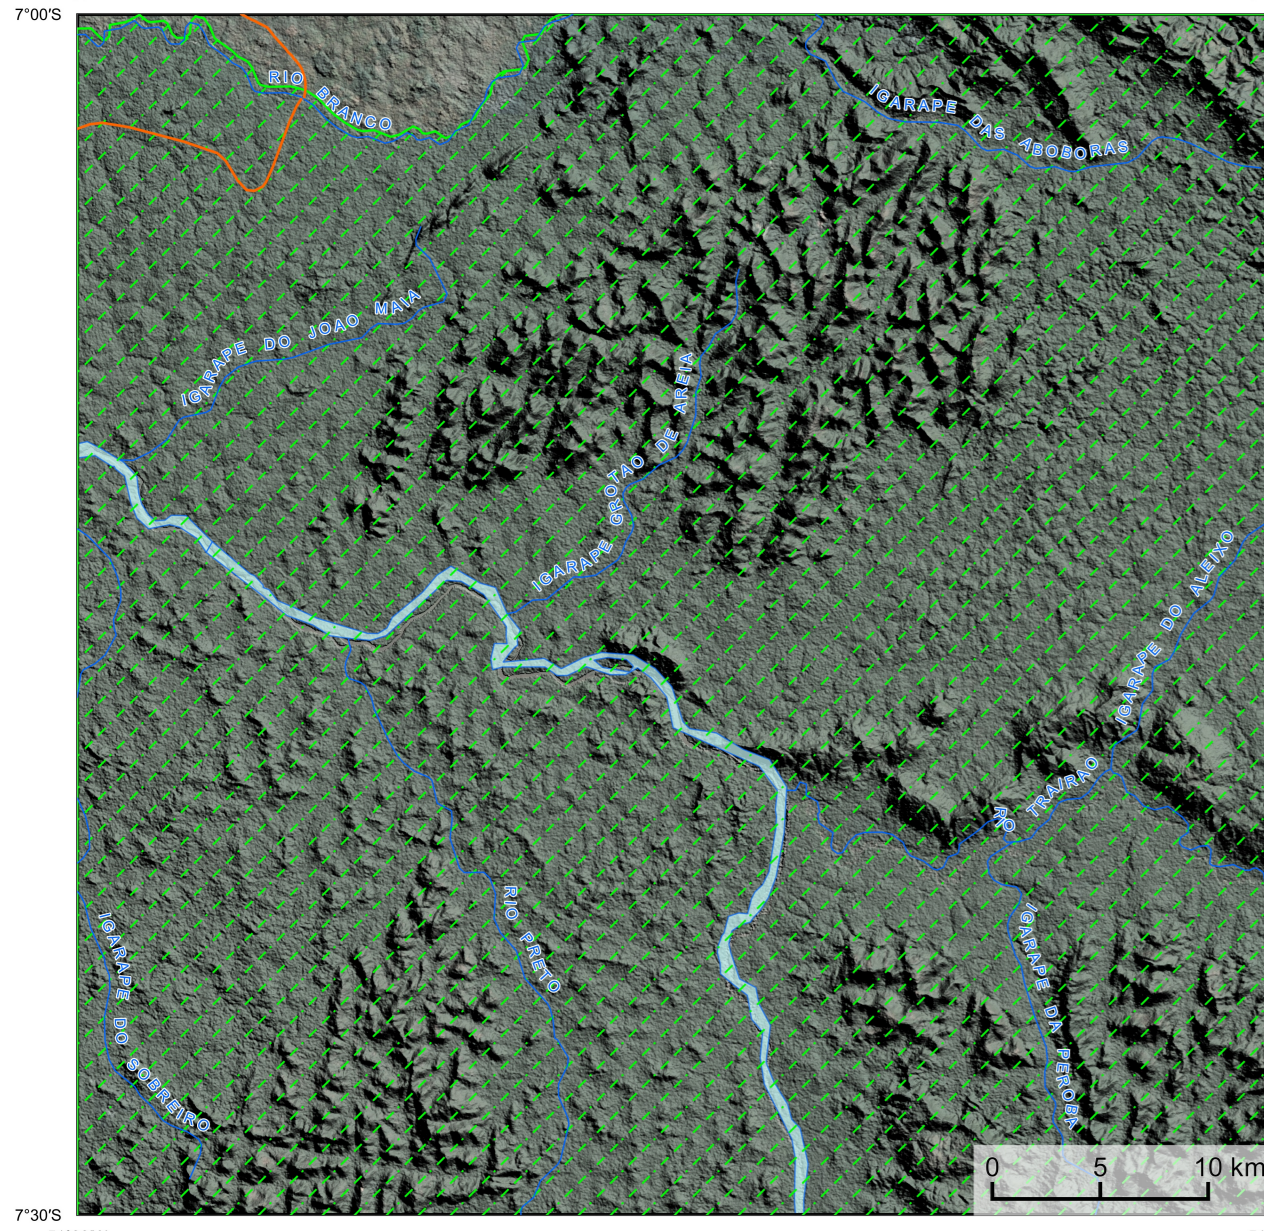 7°00'S
RIO BRANCO
IGARAPE DAS ABOBORAS
IGARAPE DO JOAO MAIA
IGARAPE GROTAO DE AREIA
IGARAPE DO ALEIXO
RIO TRA/RAO
RIO PRETO
IGARAPE DO SOBREIRO
IGARAPE DA PEROBA
0 5 10 km
7°30'S